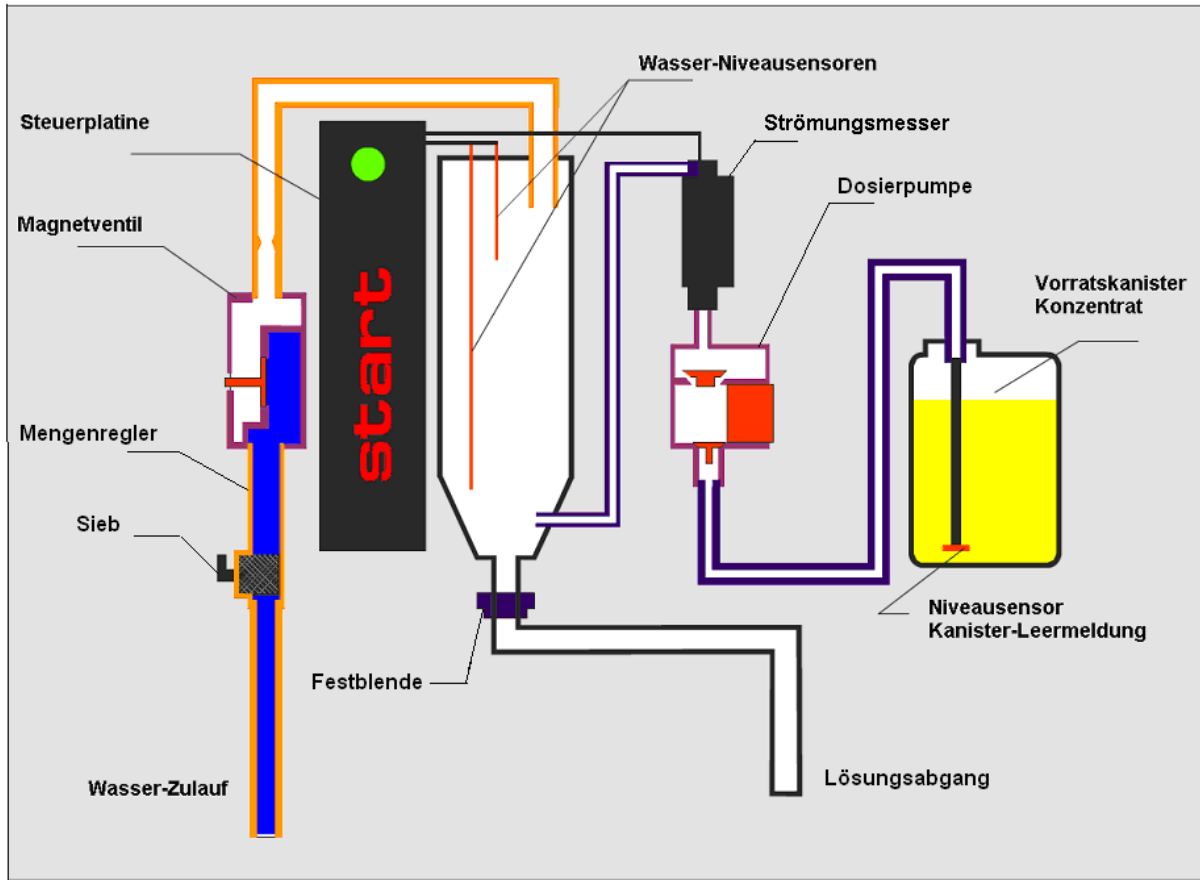 Wasser-Niveausensoren
Steuerplatine
Strömungsmesser
Dosierpumpe
Magnetventil
Vorratskanister
Konzentrat
start
Mengenregler
Sieb
Niveausensor
Kanister-Leermeldung
Festblende
Wasser-Zulauf
Lösungsabgang